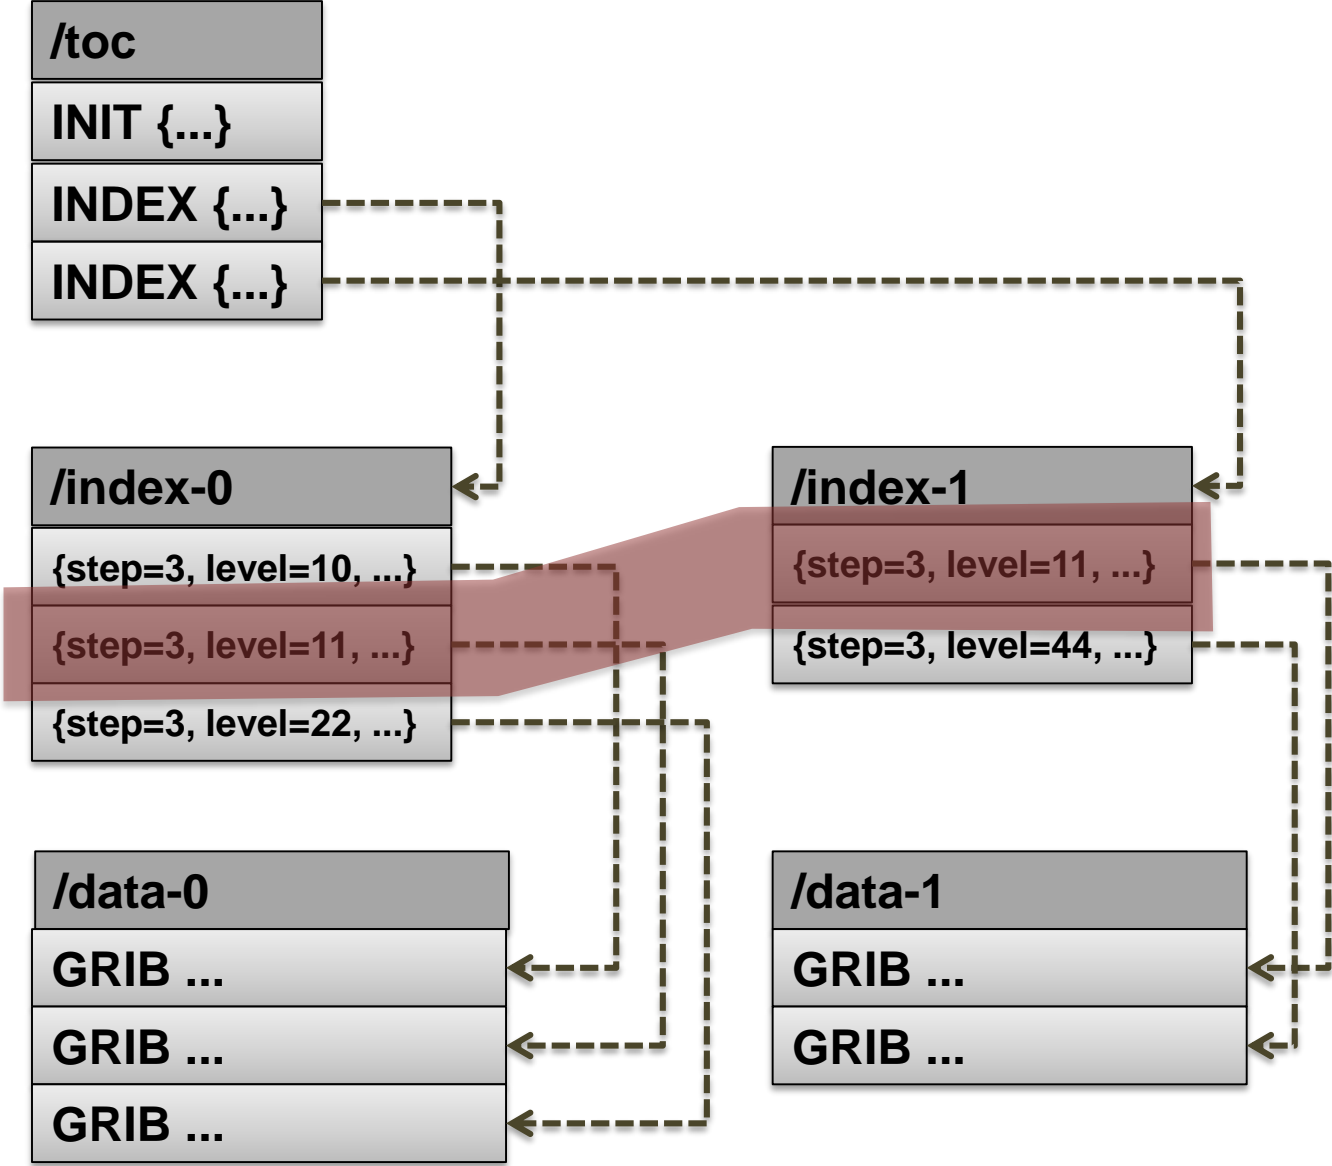 /toc
INIT {...}
INDEX {...}
INDEX {...}
/index-0
{step=3, level=10, ...}
{step=3, level=11, ...}
{step=3, level=22, ...}
/index-1
{step=3, level=11, ...}
{step=3, level=44, ...}
/data-0
GRIB ...
GRIB ...
GRIB ...
/data-1
GRIB ...
GRIB ...